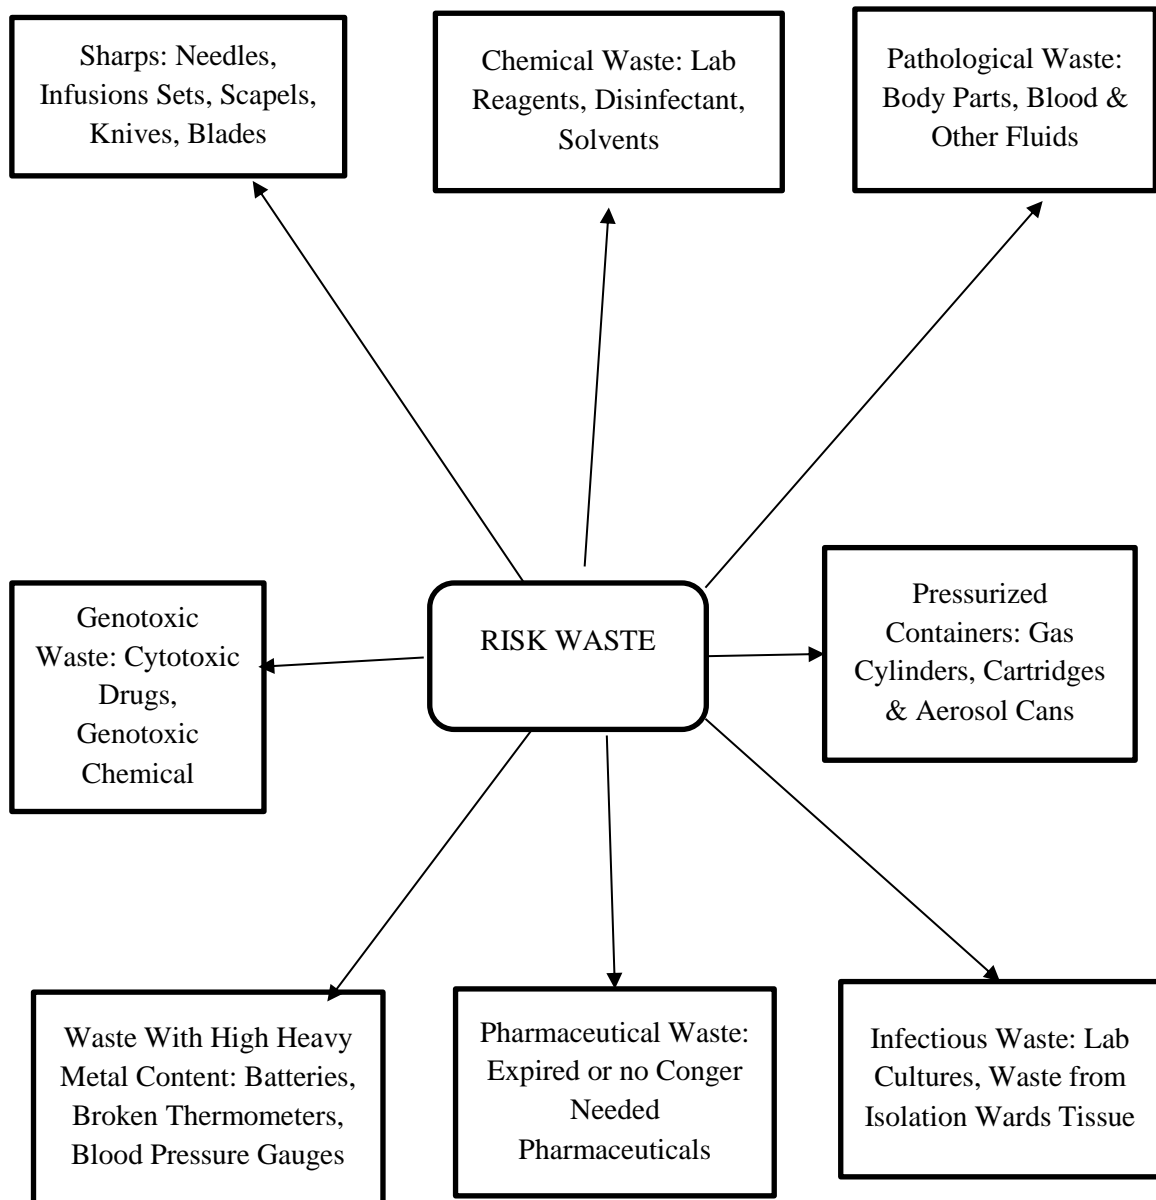 Sharps: Needles,
Infusions Sets, Scapels,
Knives, Blades
Chemical Waste: Lab
Reagents, Disinfectant,
Solvents
Pathological Waste:
Body Parts, Blood &
Other Fluids
Genotoxic
Waste: Cytotoxic
Drugs,
Genotoxic
Chemical
RISK WASTE
Pressurized
Containers: Gas
Cylinders, Cartridges
& Aerosol Cans
Waste With High Heavy
Metal Content: Batteries,
Broken Thermometers,
Blood Pressure Gauges
Pharmaceutical Waste:
Expired or no Conger
Needed
Pharmaceuticals
Infectious Waste: Lab
Cultures, Waste from
Isolation Wards Tissue